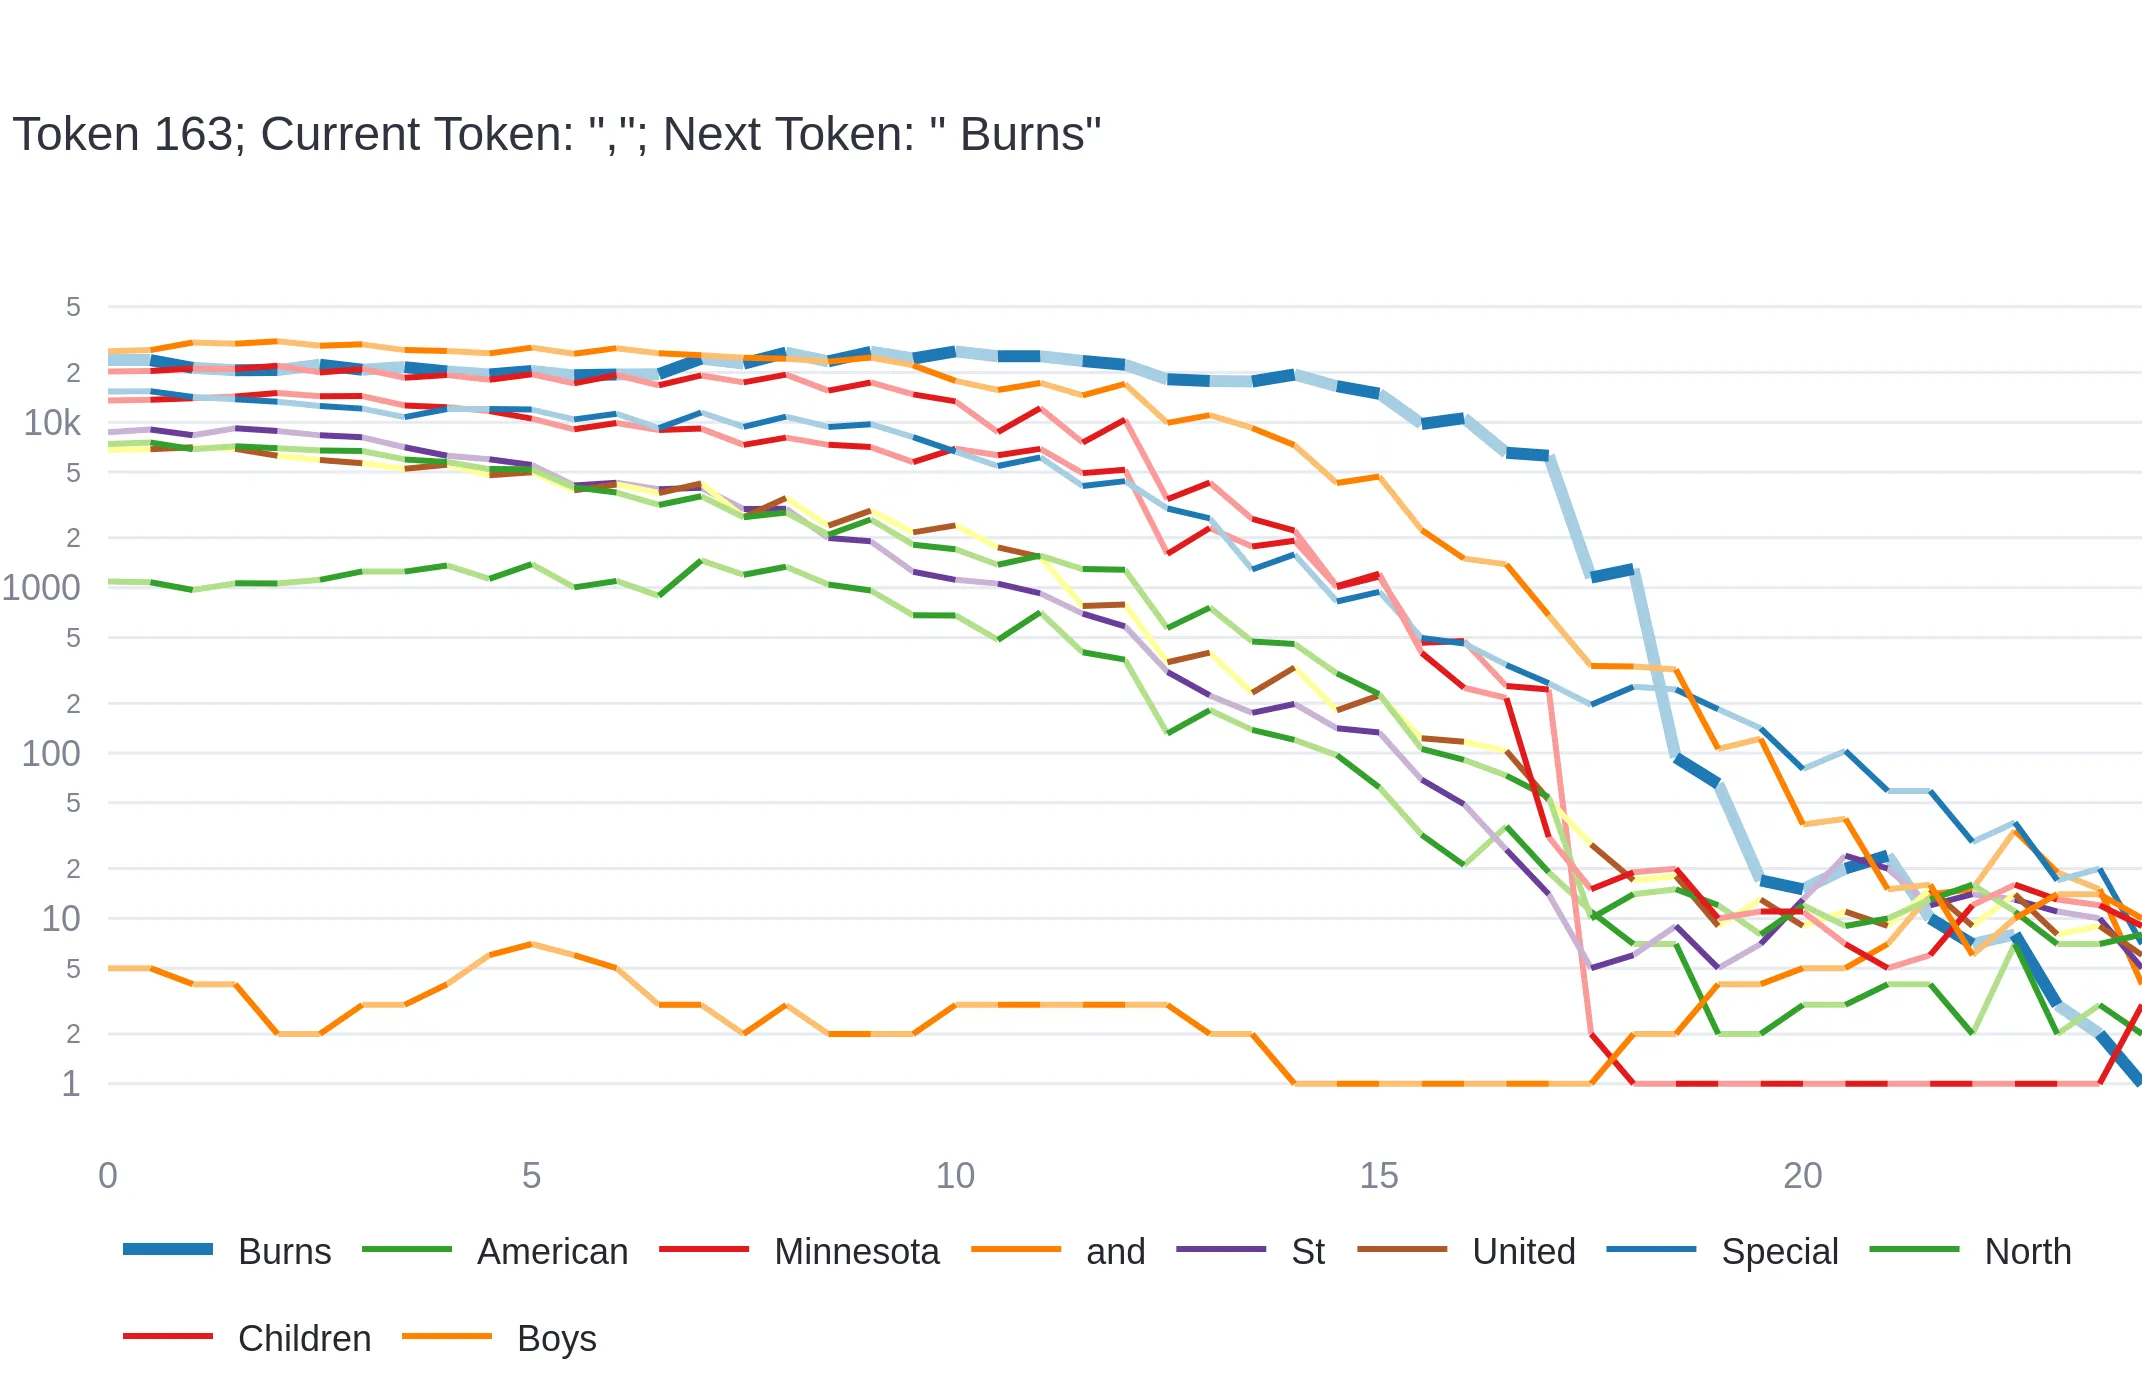 Token 163; Current Token: ","; Next Token: " Burns"
5
2
10k
5
2
1000
5
2
100
5
2
10
5
2
1
0 5 10 15 20
Burns American Minnesota and St United Special North
Children Boys